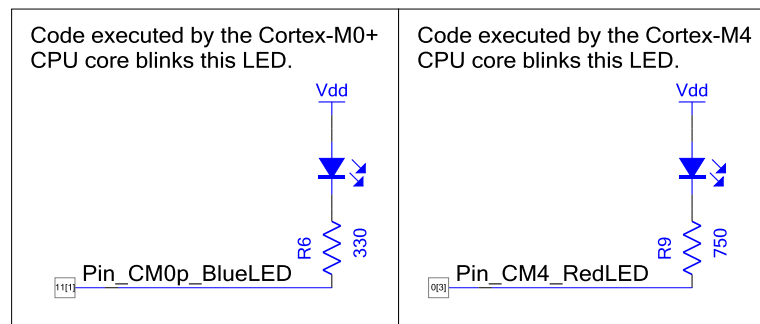 Code executed by the Cortex-M0+
CPU core blinks this LED.
Vdd
R6
330
Pin_CM0p_BlueLED
11[1]
Code executed by the Cortex-M4
CPU core blinks this LED.
Vdd
R9
750
Pin_CM4_RedLED
0[3]